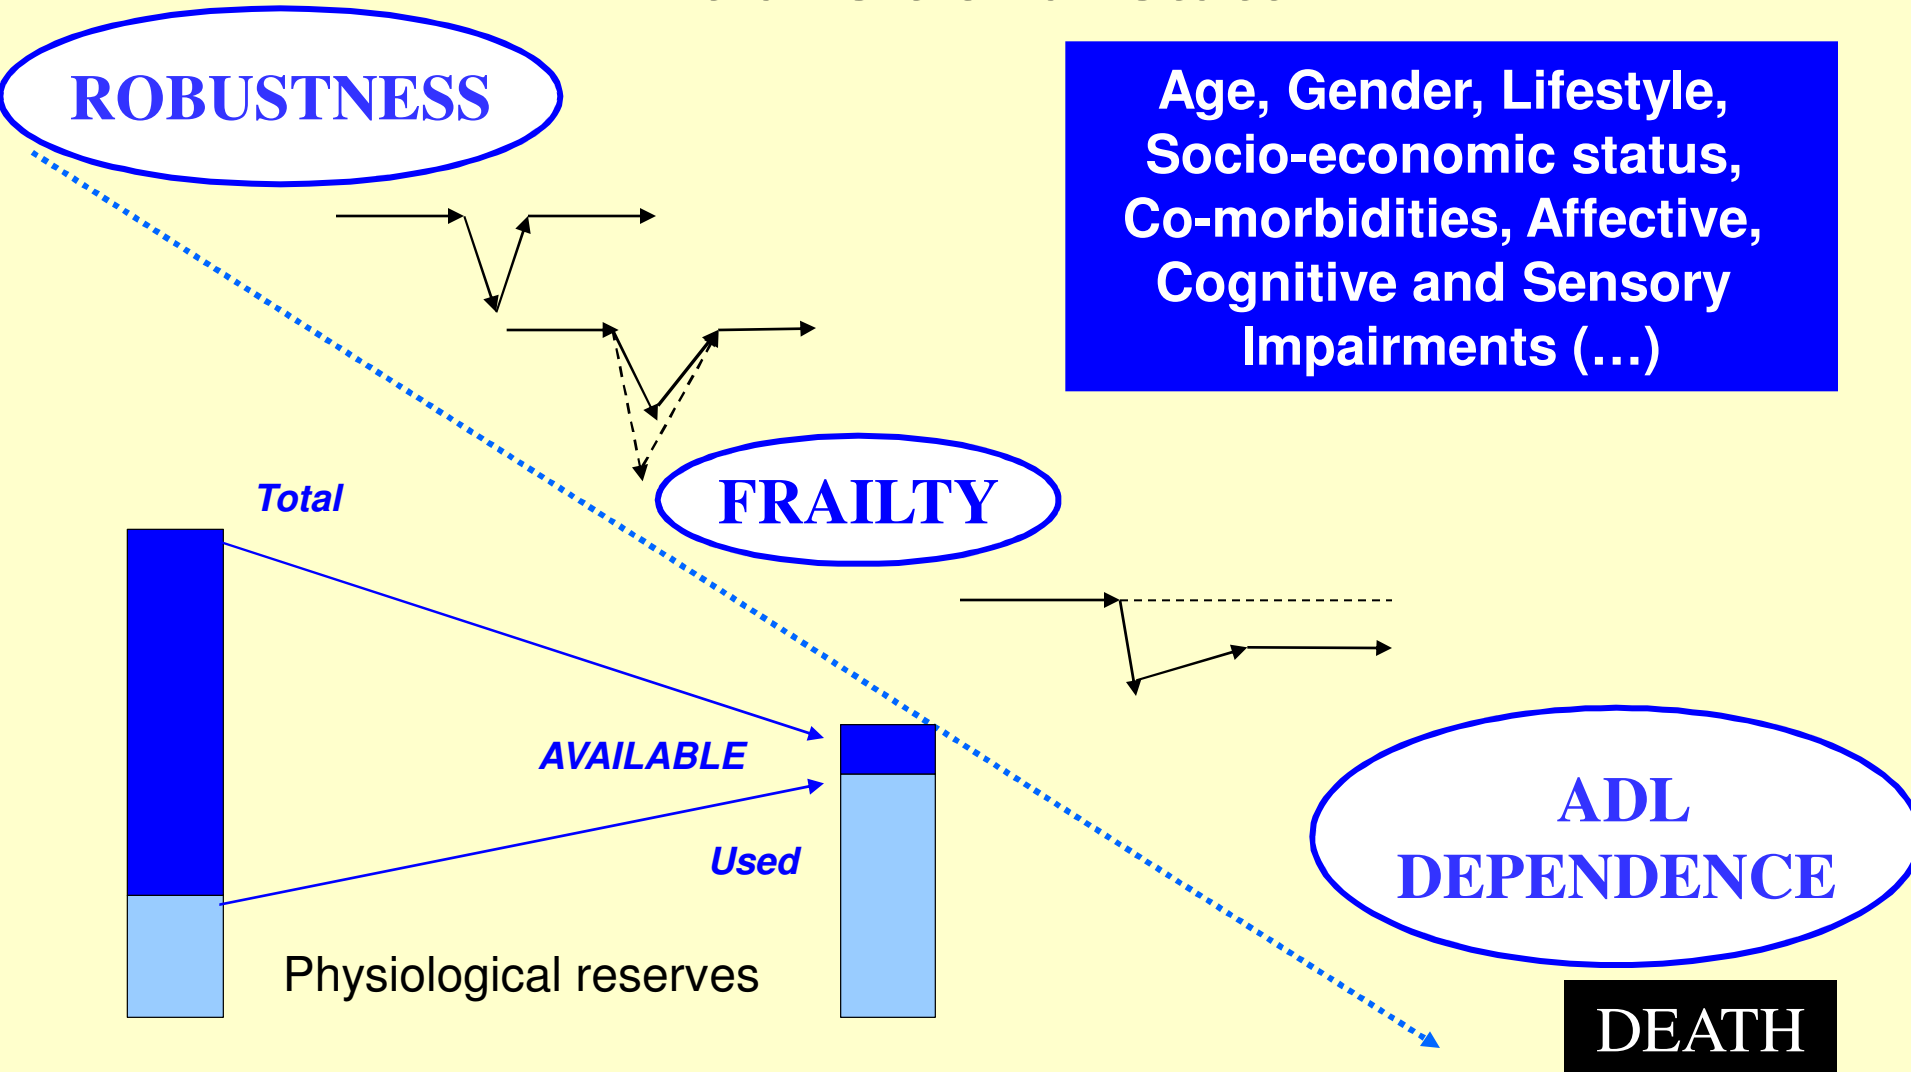 ROBUSTNESS
Age, Gender, Lifestyle,
Socio-economic status,
Co-morbidities, Affective,
Cognitive and Sensory
Impairments (…)
FRAILTY
Total
AVAILABLE
Used
Physiological reserves
ADL
DEPENDENCE
DEATH